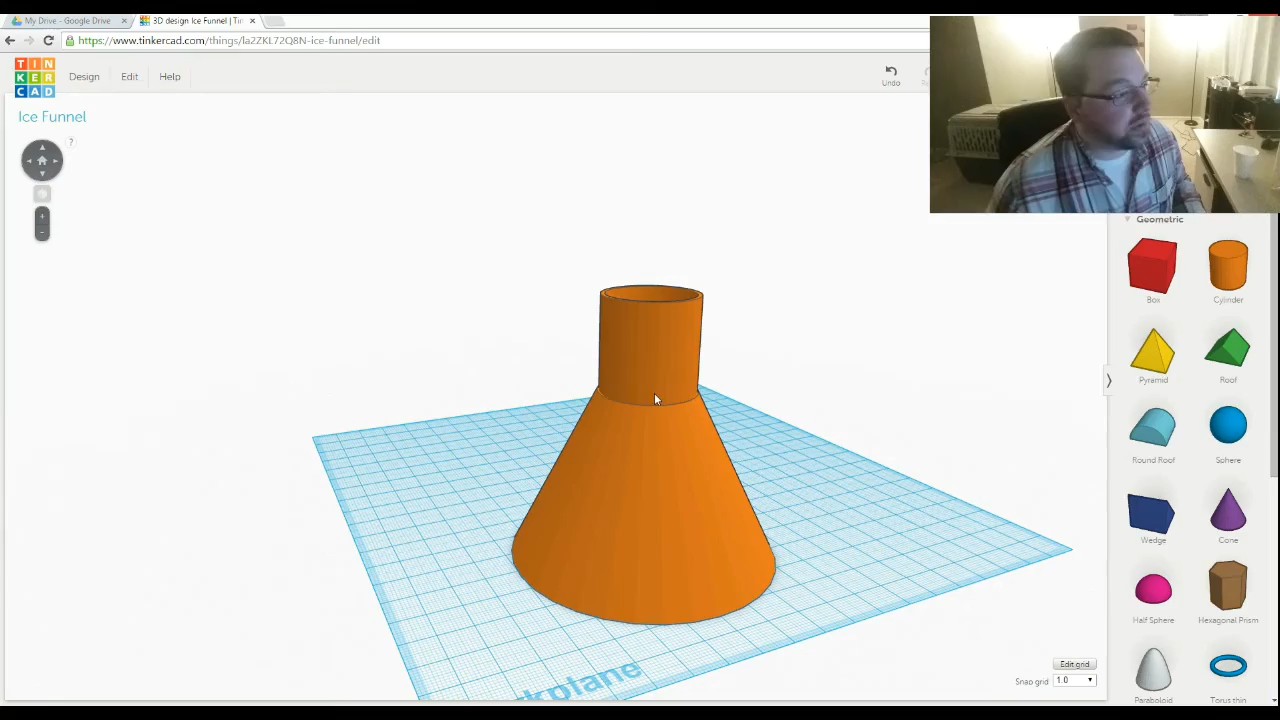 My Drive - Google Drive
3D design Ice Funnel | Tin
https://www.tinkercad.com/things/la2ZKL72Q8N-ice-funnel/edit
TIN
KER
CAD
Design
Edit
Help
Undo
Ice Funnel
?
+
-
Geometric
Box
Cylinder
Pyramid
Roof
Round Roof
Sphere
Wedge
Cone
Half Sphere
Hexagonal Prism
Paraboloid
Torus thin
Edit grid
Snap grid
1.0